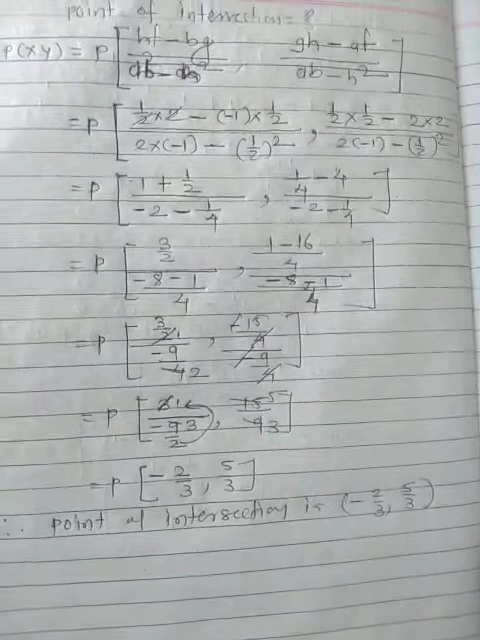 point of intersection = ?
P(x y) = P [ hf - bg / ab - h² , gh - af / ab - h² ]
= P [ 1/2 × 2 - (-1) × 1/2 / 2×(-1) - (1/2)² , 1/2 × 1/2 - 2×2 / 2(-1) - (1/2)² ]
= P [ 1 + 1/2 / -2 - 1/4 , 1/4 - 4 / -2 - 1/4 ]
= P [ 3/2 / -8 - 1/4 , 1 - 16/4 / -8 - 1/4 ]
= P [ 3/2 / -9/4 , -15/4 / -9/4 ]
= P
= P [ -2/3 , 5/3 ]
∴ point of intersection is (-2/3, 5/3)